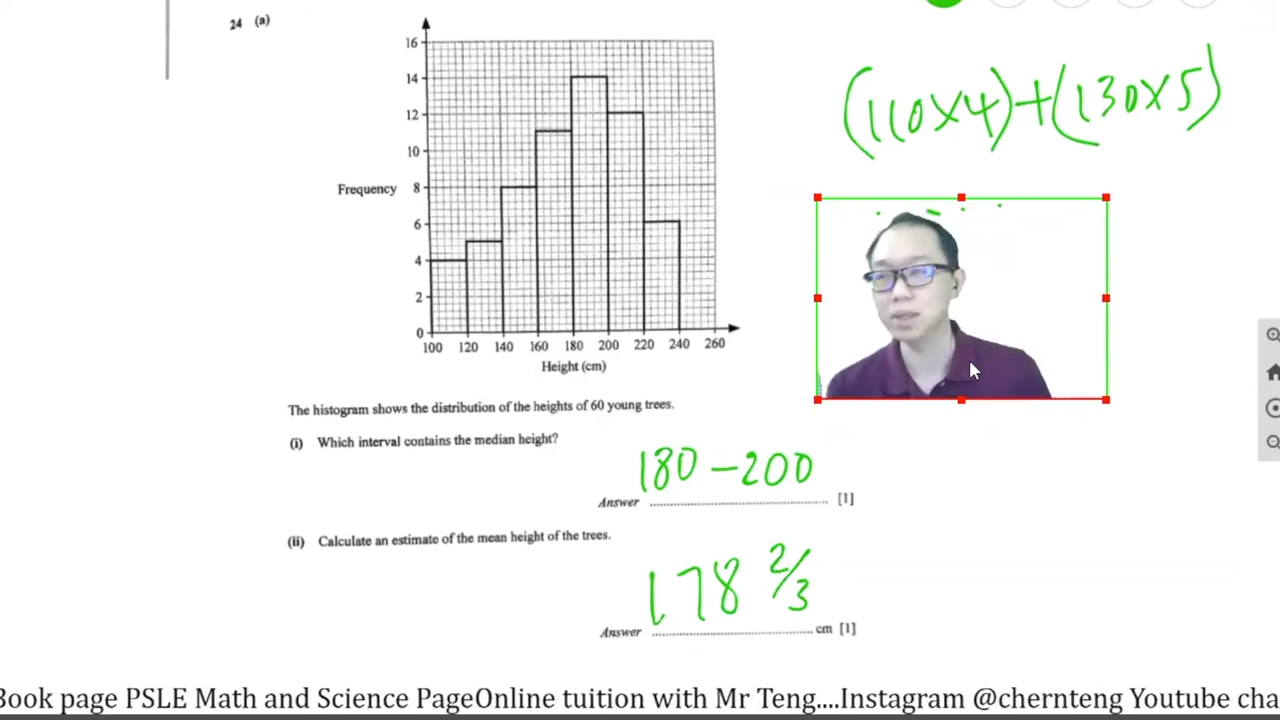 24 (a)
(110×4)+(130×5)
16
14
12
10
Frequency 8
6
4
2
0
100 120 140 160 180 200 220 240 260
Height (cm)
The histogram shows the distribution of the heights of 60 young trees.
(i) Which interval contains the median height?
180 – 200
Answer ........................................ [1]
(ii) Calculate an estimate of the mean height of the trees.
178 2/3
Answer ........................................ cm [1]
Book page PSLE Math and Science PageOnline tuition with Mr Teng....Instagram @chernteng Youtube cha